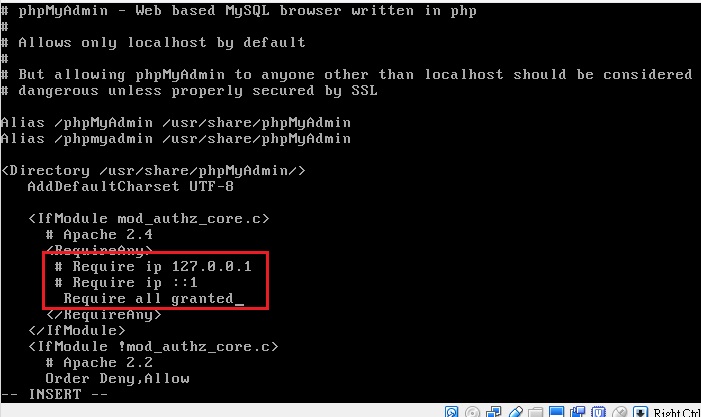 # phpMyAdmin - Web based MySQL browser written in php
#
# Allows only localhost by default
#
# But allowing phpMyAdmin to anyone other than localhost should be considered
# dangerous unless properly secured by SSL
Alias /phpMyAdmin /usr/share/phpMyAdmin
Alias /phpmyadmin /usr/share/phpMyAdmin
<Directory /usr/share/phpMyAdmin/>
   AddDefaultCharset UTF-8
   <IfModule mod_authz_core.c>
     # Apache 2.4
     <RequireAny>
      # Require ip 127.0.0.1
      # Require ip ::1
       Require all granted_
     </RequireAny>
   </IfModule>
   <IfModule !mod_authz_core.c>
     # Apache 2.2
     Order Deny,Allow
-- INSERT --
Right Ctrl